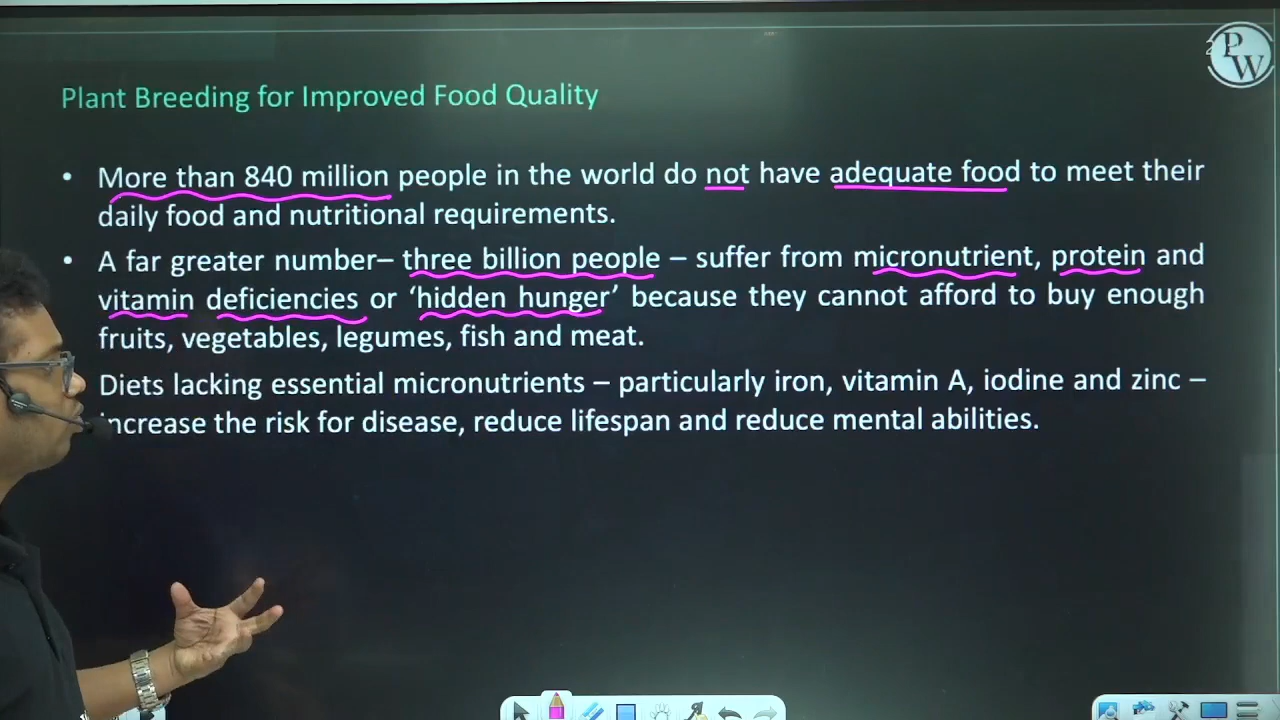 PW
Plant Breeding for Improved Food Quality
• More than 840 million people in the world do not have adequate food to meet their
daily food and nutritional requirements.
• A far greater number– three billion people – suffer from micronutrient, protein and
vitamin deficiencies or ‘hidden hunger’ because they cannot afford to buy enough
fruits, vegetables, legumes, fish and meat.
Diets lacking essential micronutrients – particularly iron, vitamin A, iodine and zinc –
increase the risk for disease, reduce lifespan and reduce mental abilities.